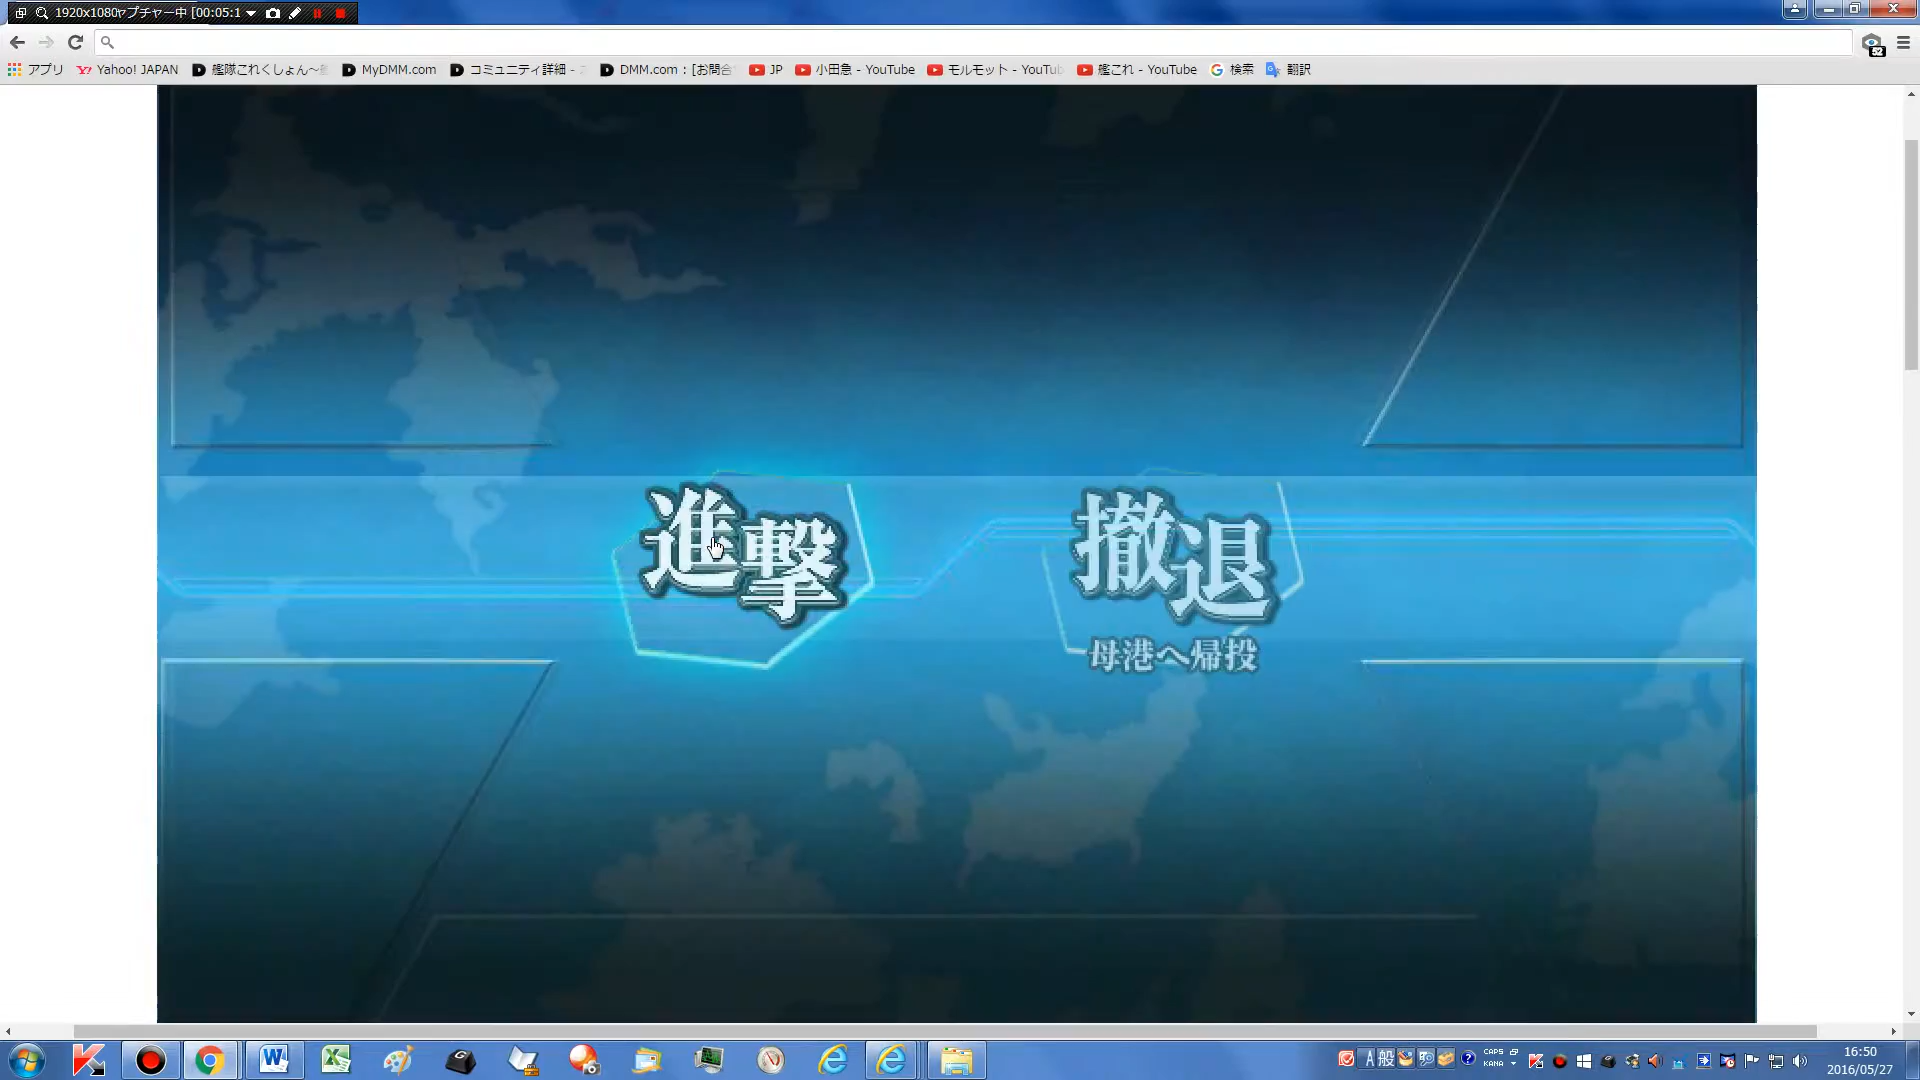 1920x1080ャプチャー中 [00:05:1
アプリ Yahoo! JAPAN 艦隊これくしょん～ MyDMM.com コミュニティ詳細 - DMM.com : [お問合 JP 小田急 - YouTube モルモット - YouTub 艦これ - YouTube 検索 翻訳
進撃
撤退
母港へ帰投
A 般 CAPS
KANA
16:50
2016/05/27